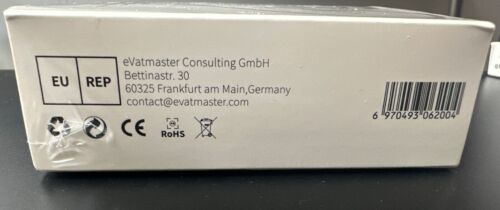 EU REP
eVatmaster Consulting GmbH
Bettinastr. 30
60325 Frankfurt am Main,Germany
contact@evatmaster.com
CE
RoHS
6 970493 062004